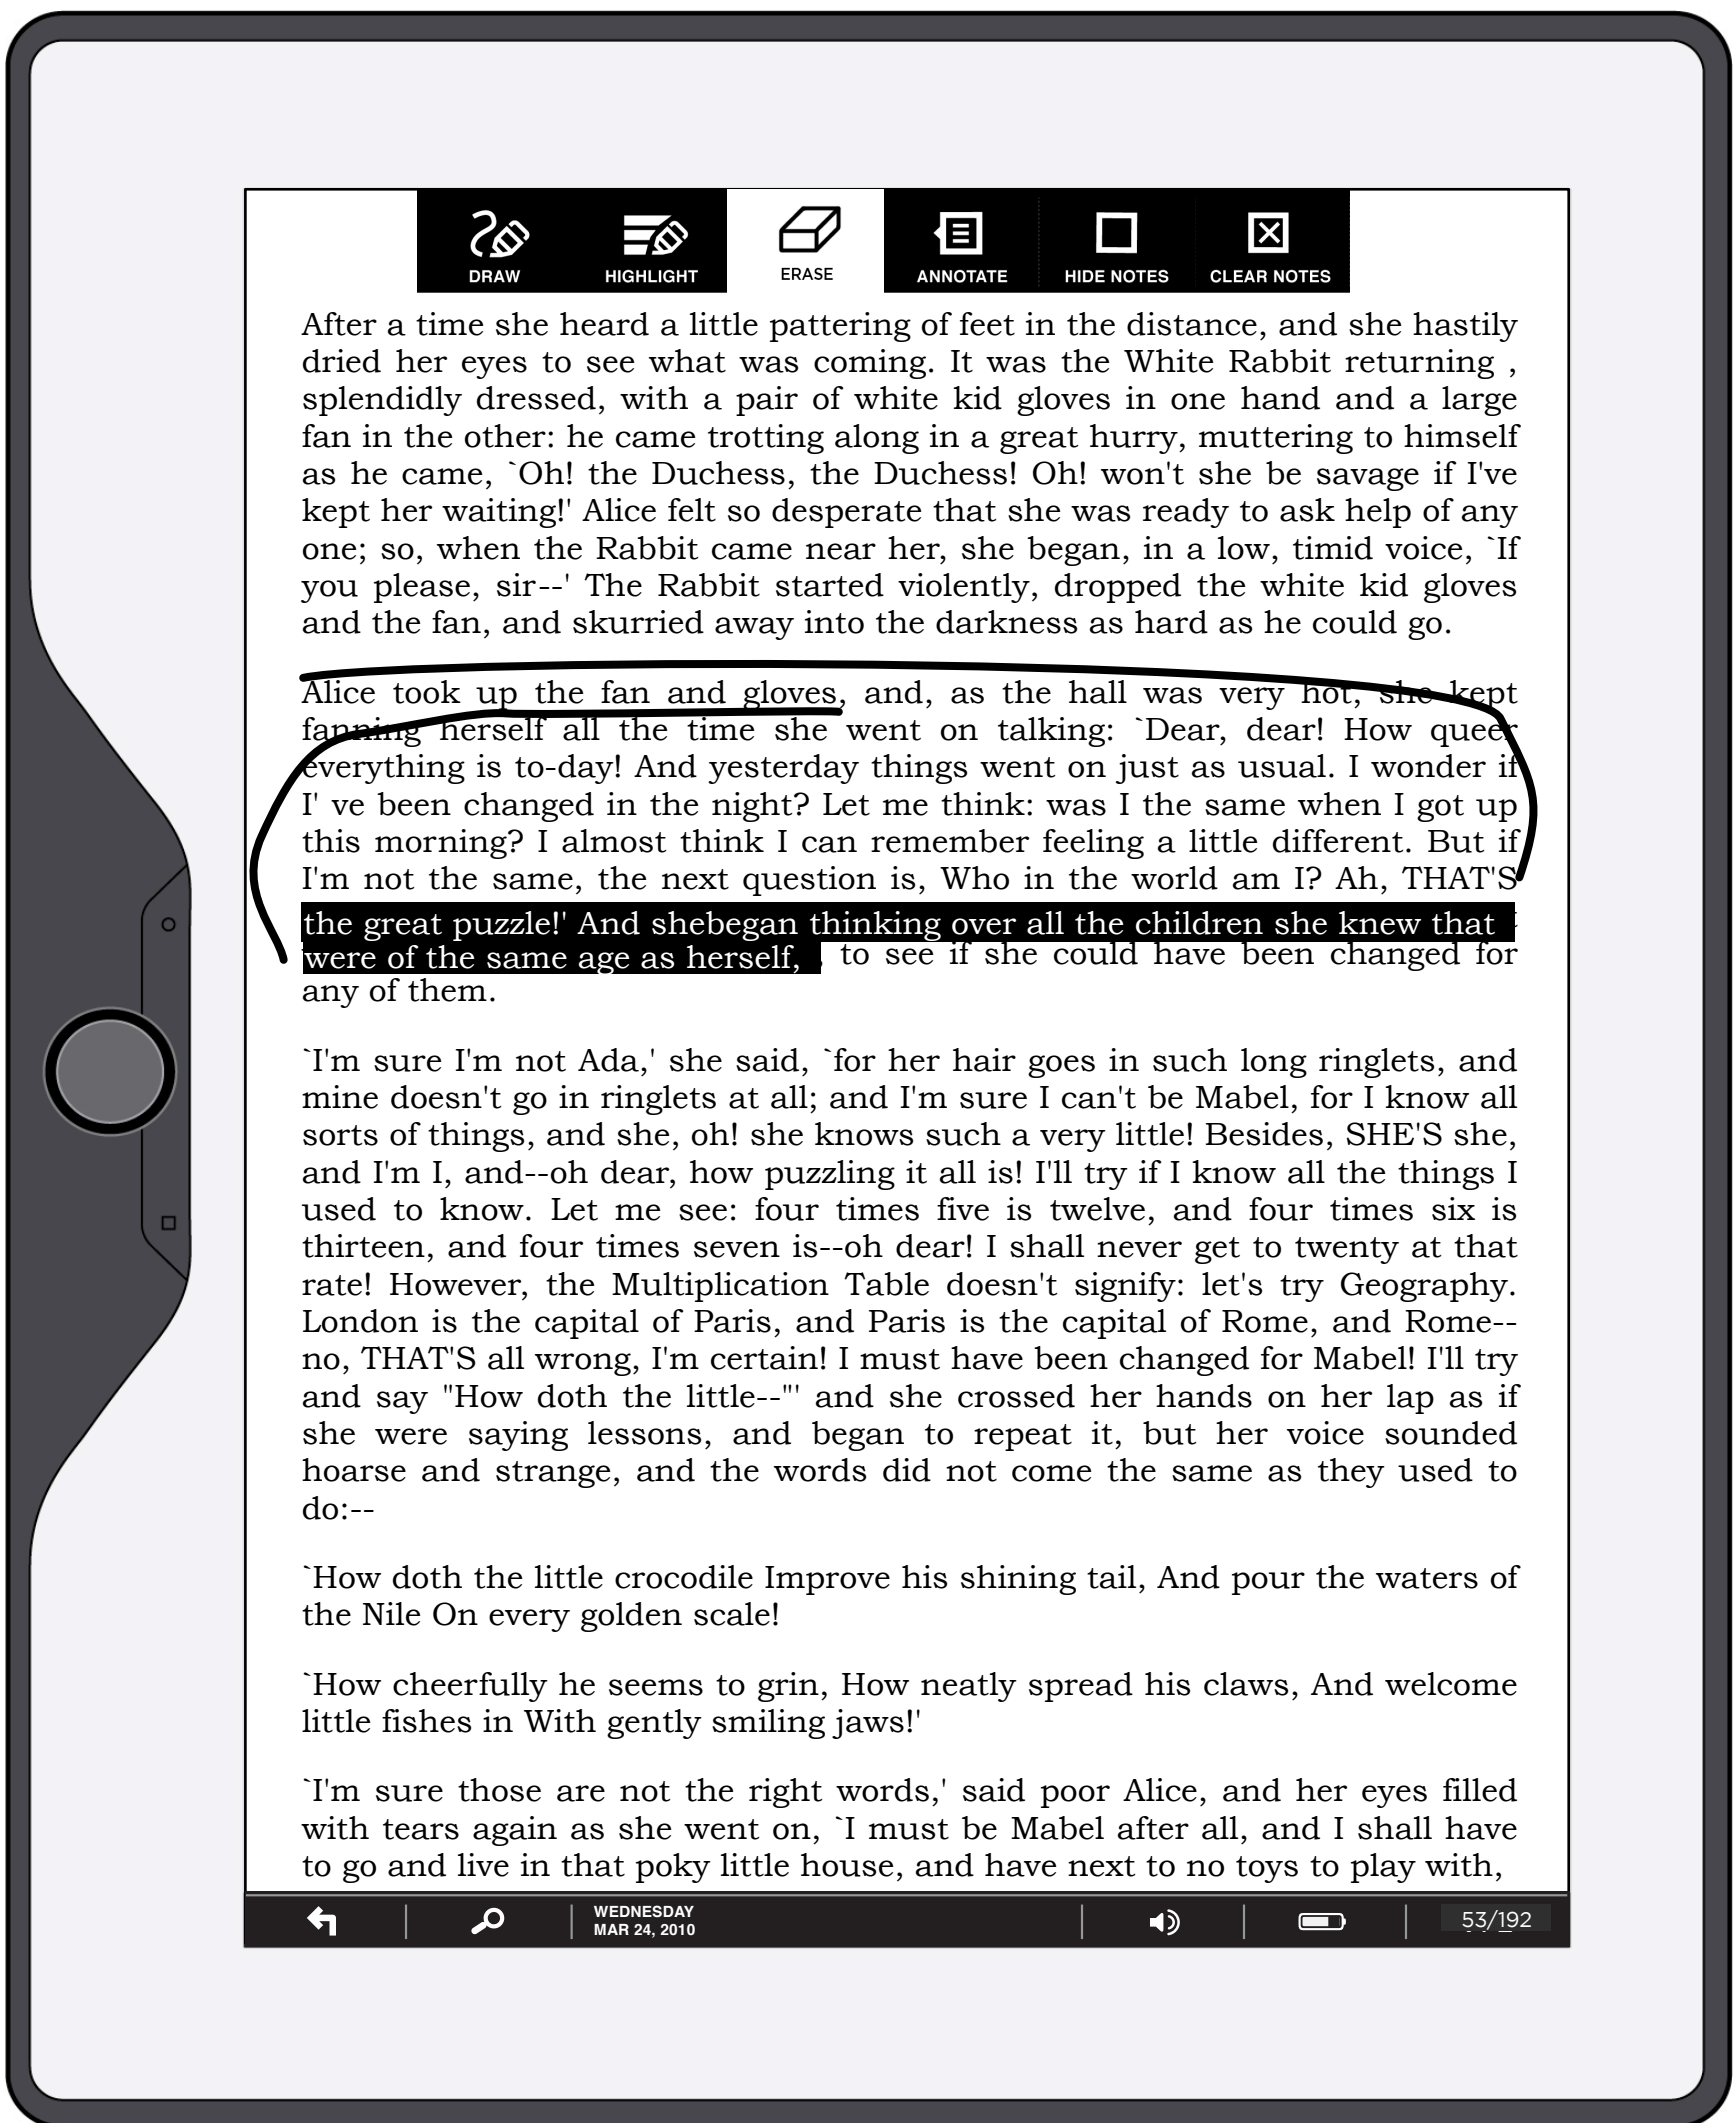 DRAW HIGHLIGHT ERASE ANNOTATE HIDE NOTES CLEAR NOTES
After a time she heard a little pattering of feet in the distance, and she hastily
dried her eyes to see what was coming. It was the White Rabbit returning ,
splendidly dressed, with a pair of white kid gloves in one hand and a large
fan in the other: he came trotting along in a great hurry, muttering to himself
as he came, `Oh! the Duchess, the Duchess! Oh! won't she be savage if I've
kept her waiting!' Alice felt so desperate that she was ready to ask help of any
one; so, when the Rabbit came near her, she began, in a low, timid voice, `If
you please, sir--' The Rabbit started violently, dropped the white kid gloves
and the fan, and skurried away into the darkness as hard as he could go.
Alice took up the fan and gloves, and, as the hall was very hot, she kept
fanning herself all the time she went on talking: `Dear, dear! How queer
everything is to-day! And yesterday things went on just as usual. I wonder if
I' ve been changed in the night? Let me think: was I the same when I got up
this morning? I almost think I can remember feeling a little different. But if
I'm not the same, the next question is, Who in the world am I? Ah, THAT'S
the great puzzle!' And shebegan thinking over all the children she knew that
were of the same age as herself, to see if she could have been changed for
any of them.
`I'm sure I'm not Ada,' she said, `for her hair goes in such long ringlets, and
mine doesn't go in ringlets at all; and I'm sure I can't be Mabel, for I know all
sorts of things, and she, oh! she knows such a very little! Besides, SHE'S she,
and I'm I, and--oh dear, how puzzling it all is! I'll try if I know all the things I
used to know. Let me see: four times five is twelve, and four times six is
thirteen, and four times seven is--oh dear! I shall never get to twenty at that
rate! However, the Multiplication Table doesn't signify: let's try Geography.
London is the capital of Paris, and Paris is the capital of Rome, and Rome--
no, THAT'S all wrong, I'm certain! I must have been changed for Mabel! I'll try
and say "How doth the little--"' and she crossed her hands on her lap as if
she were saying lessons, and began to repeat it, but her voice sounded
hoarse and strange, and the words did not come the same as they used to
do:--
`How doth the little crocodile Improve his shining tail, And pour the waters of
the Nile On every golden scale!
`How cheerfully he seems to grin, How neatly spread his claws, And welcome
little fishes in With gently smiling jaws!'
`I'm sure those are not the right words,' said poor Alice, and her eyes filled
with tears again as she went on, `I must be Mabel after all, and I shall have
to go and live in that poky little house, and have next to no toys to play with,
WEDNESDAY
MAR 24, 2010
53/192